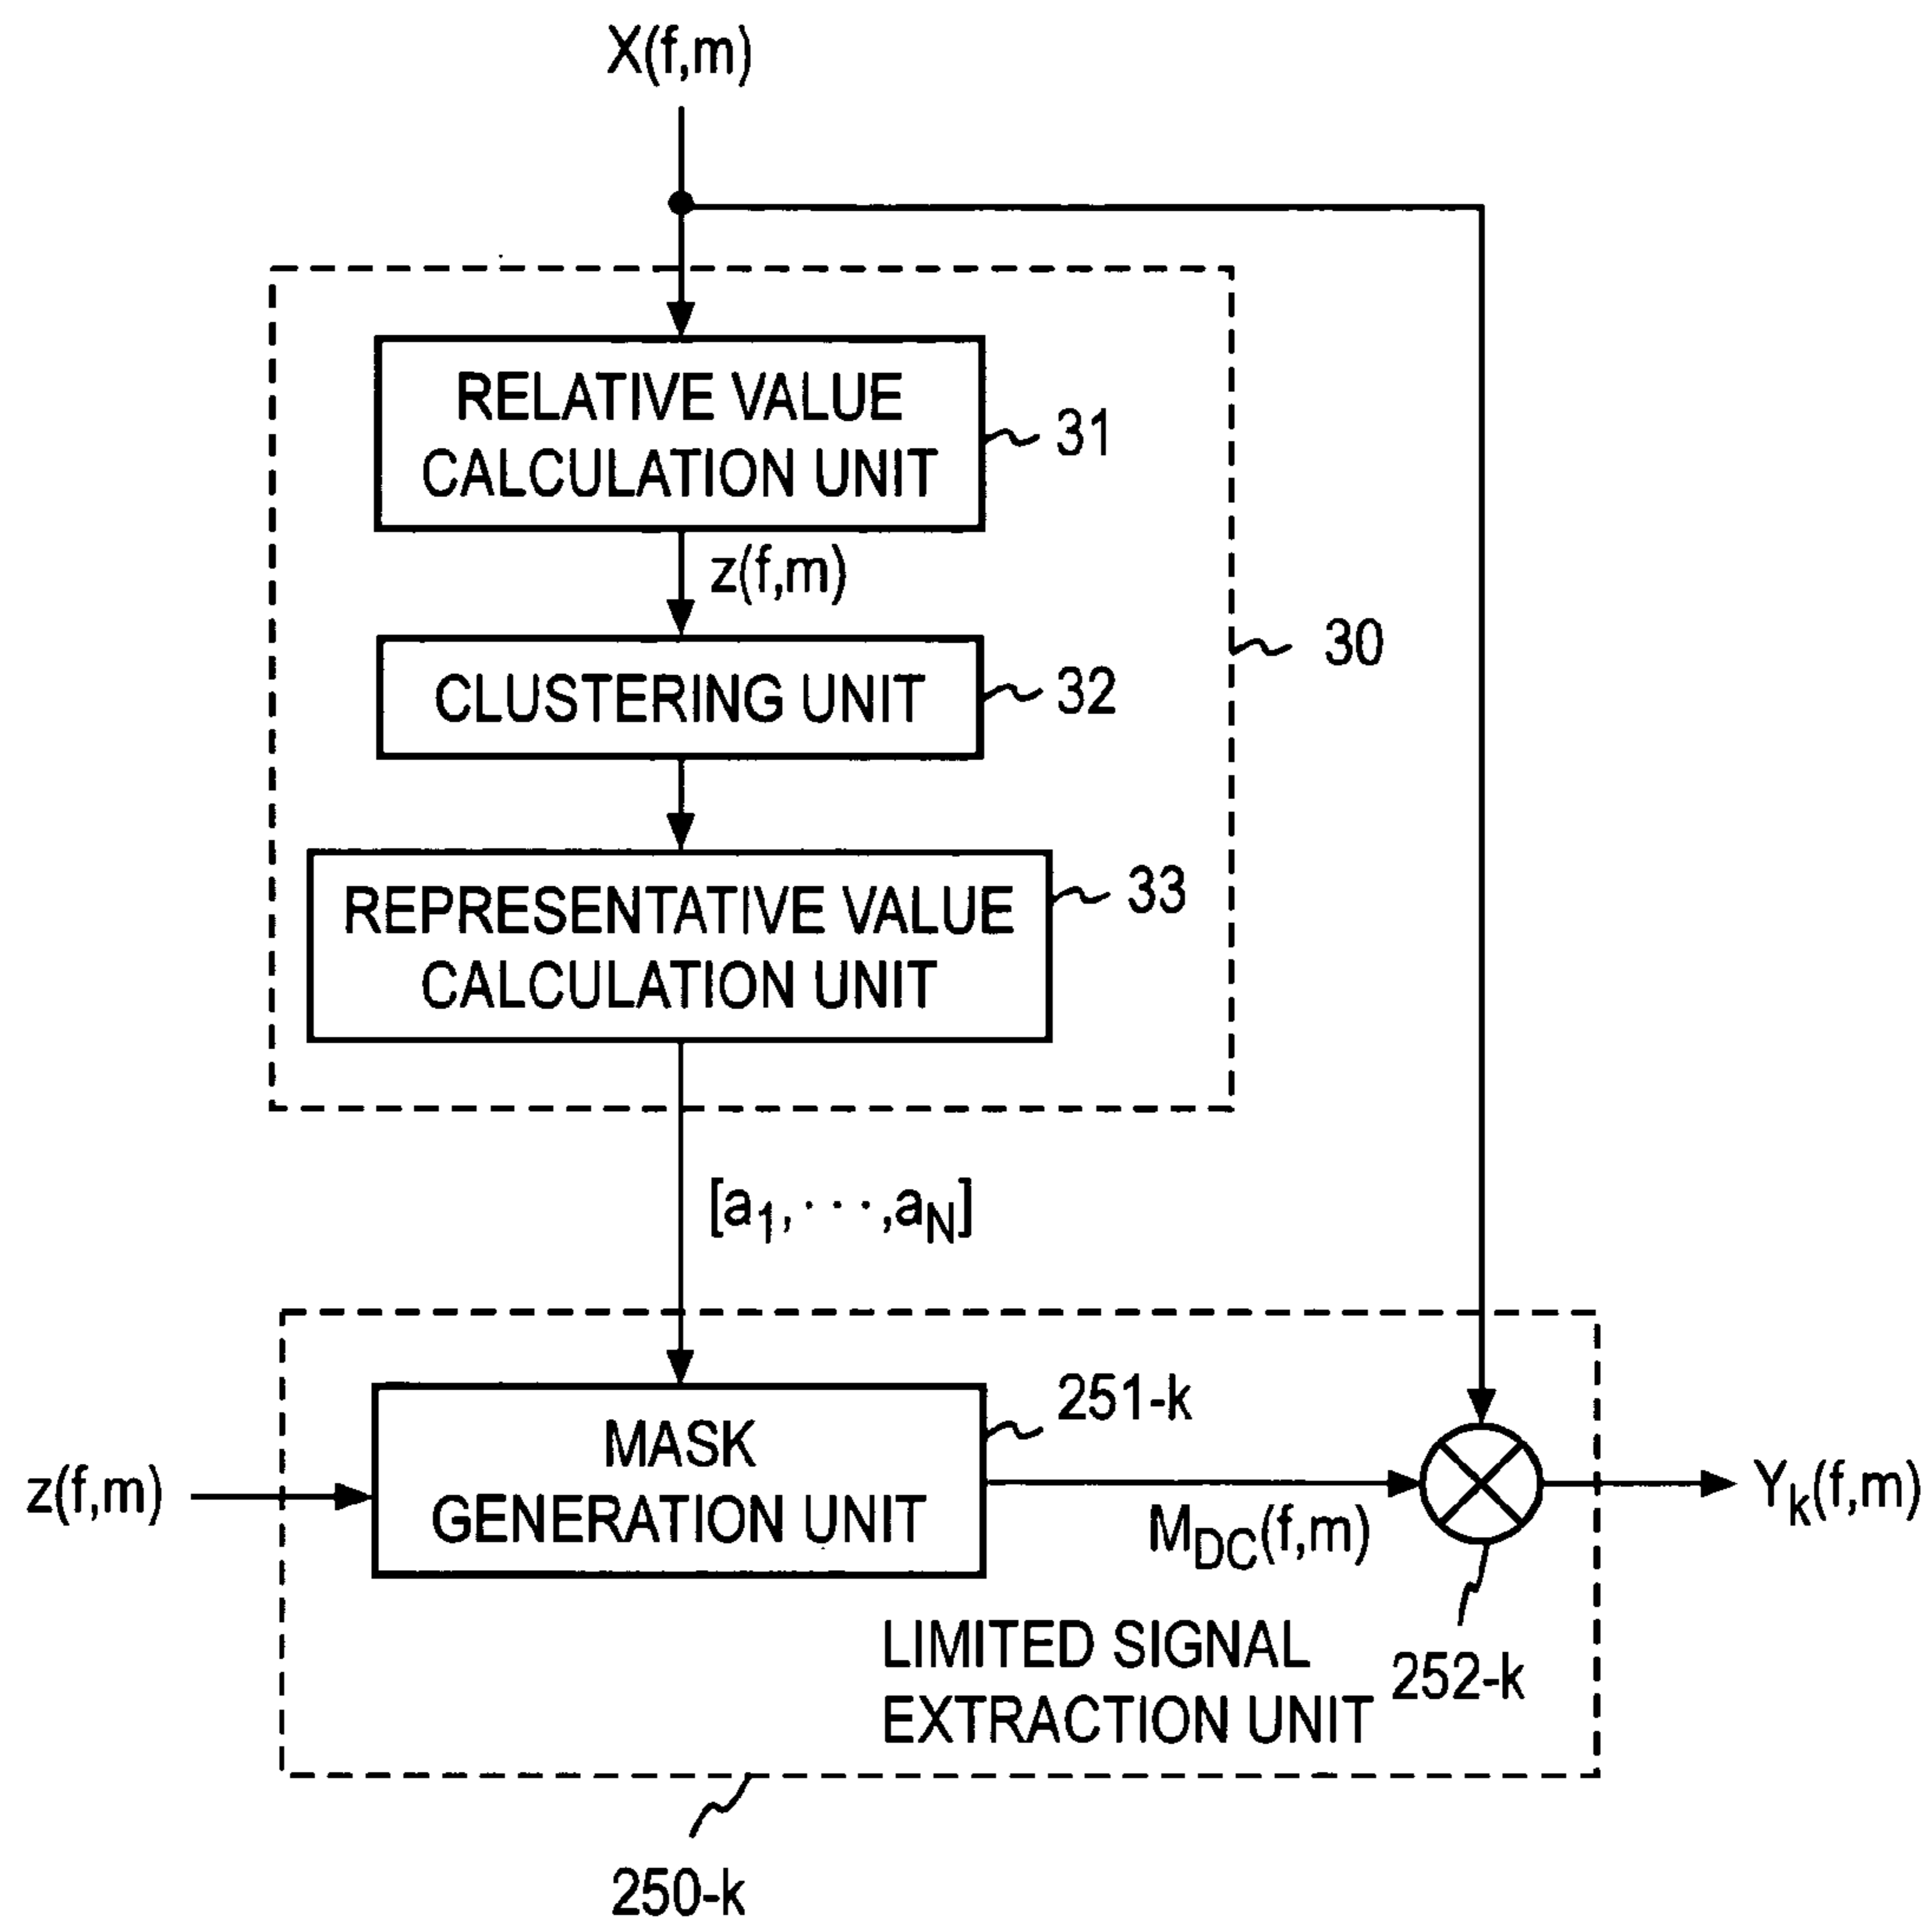 X(f,m)
RELATIVE VALUE
CALCULATION UNIT
31
z(f,m)
30
CLUSTERING UNIT
32
REPRESENTATIVE VALUE
CALCULATION UNIT
33
[a1,···,aN]
251-k
MASK
GENERATION UNIT
z(f,m)
MDC(f,m)
Yk(f,m)
LIMITED SIGNAL
EXTRACTION UNIT
252-k
250-k